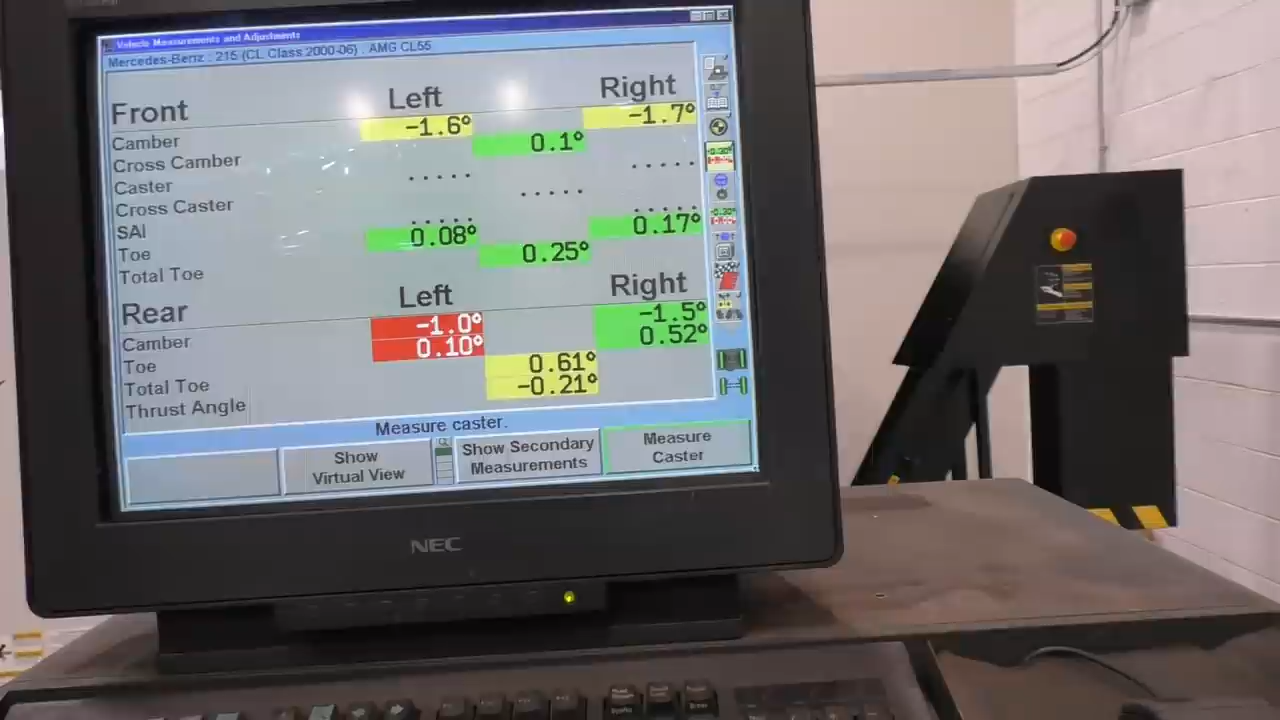 Vehicle Measurements and Adjustments
Mercedes-Benz : 215 (CL Class 2000-06) : AMG CL55
Front Left Right
Camber -1.6° -1.7°
Cross Camber 0.1°
Caster ..... .....
Cross Caster .....
SAI ..... .....
Toe 0.08° 0.17°
Total Toe 0.25°
Rear Left Right
Camber -1.0° -1.5°
Toe 0.10° 0.52°
Total Toe 0.61°
Thrust Angle -0.21°
Measure caster.
Show
Virtual View
Show Secondary
Measurements
Measure
Caster
NEC